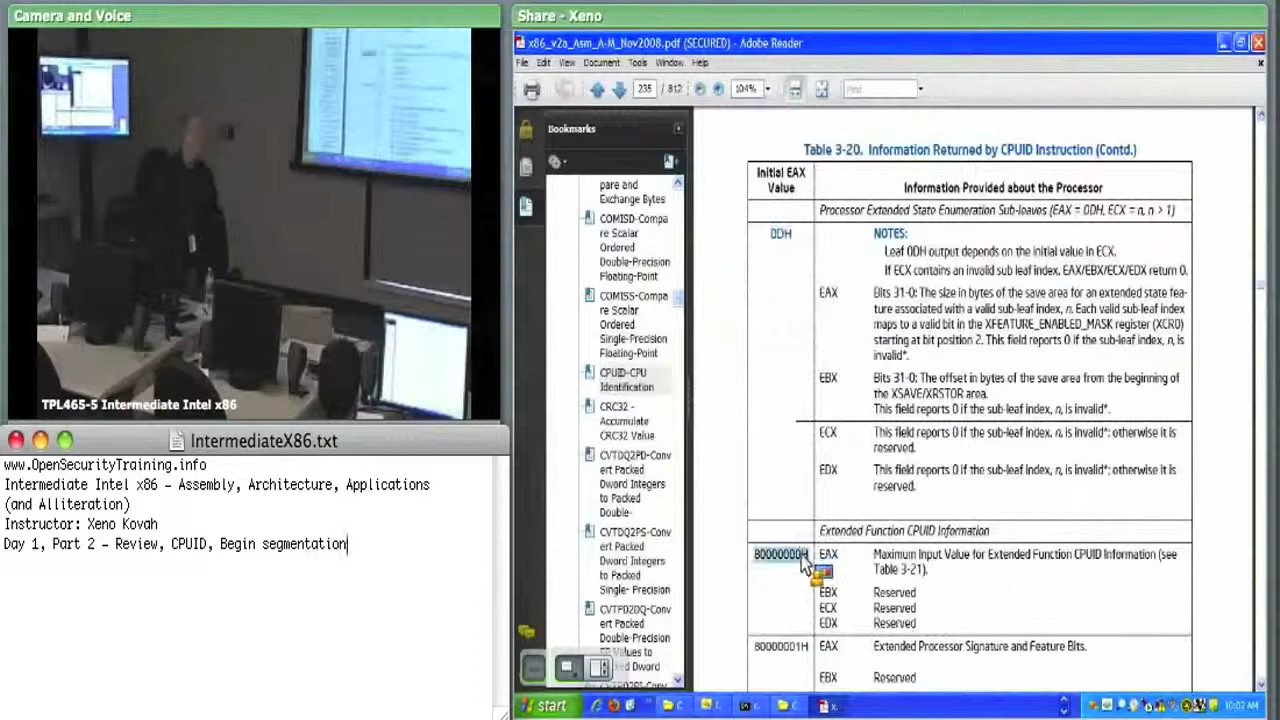 Camera and Voice
TPL465-5 Intermediate Intel x86
IntermediateX86.txt
www.OpenSecurityTraining.info
Intermediate Intel x86 – Assembly, Architecture, Applications
(and Alliteration)
Instructor: Xeno Kovah
Day 1, Part 2 – Review, CPUID, Begin segmentation
Share - Xeno
x86_v2a_Asm_A-M_Nov2008.pdf (SECURED) - Adobe Reader
File Edit View Document Tools Window Help
235 / 812 104% Find
Bookmarks
pare and
Exchange Bytes
COMISD-Compa
re Scalar
Ordered
Double-Precision
Floating-Point
COMISS-Compa
re Scalar
Ordered
Single-Precision
Floating-Point
CPUID-CPU
Identification
CRC32 -
Accumulate
CRC32 Value
CVTDQ2PD-Conv
ert Packed
Dword Integers
to Packed
Double-
CVTDQ2PS-Conv
ert Packed
Dword Integers
to Packed
Single- Precision
CVTPD2DQ-Conv
ert Packed
Double-Precision
Values to
Dword
Table 3-20. Information Returned by CPUID Instruction (Contd.)
Initial EAX
Value
Information Provided about the Processor
Processor Extended State Enumeration Sub-leaves (EAX = 0DH, ECX = n, n > 1)
0DH NOTES:
Leaf 0DH output depends on the initial value in ECX.
If ECX contains an invalid sub leaf index, EAX/EBX/ECX/EDX return 0.
EAX Bits 31-0: The size in bytes of the save area for an extended state fea-
ture associated with a valid sub-leaf index, n. Each valid sub-leaf index
maps to a valid bit in the XFEATURE_ENABLED_MASK register (XCR0)
starting at bit position 2. This field reports 0 if the sub-leaf index, n, is
invalid*.
EBX Bits 31-0: The offset in bytes of the save area from the beginning of
the XSAVE/XRSTOR area.
This field reports 0 if the sub-leaf index, n, is invalid*.
ECX This field reports 0 if the sub-leaf index, n, is invalid*; otherwise it is
reserved.
EDX This field reports 0 if the sub-leaf index, n, is invalid*; otherwise it is
reserved.
Extended Function CPUID Information
80000000H EAX Maximum Input Value for Extended Function CPUID Information (see
Table 3-21).
EBX Reserved
ECX Reserved
EDX Reserved
80000001H EAX Extended Processor Signature and Feature Bits.
EBX Reserved
start
10:02 AM